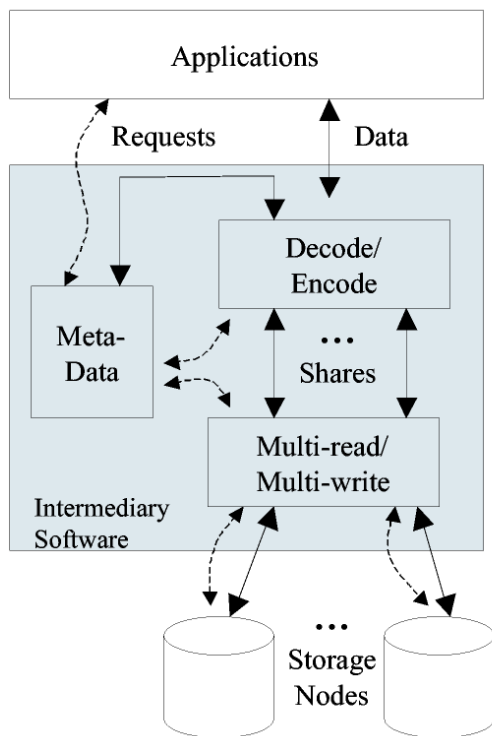 Applications
Requests
Data
Decode/
Encode
Meta-
Data
...
Shares
Multi-read/
Multi-write
Intermediary
Software
...
Storage
Nodes